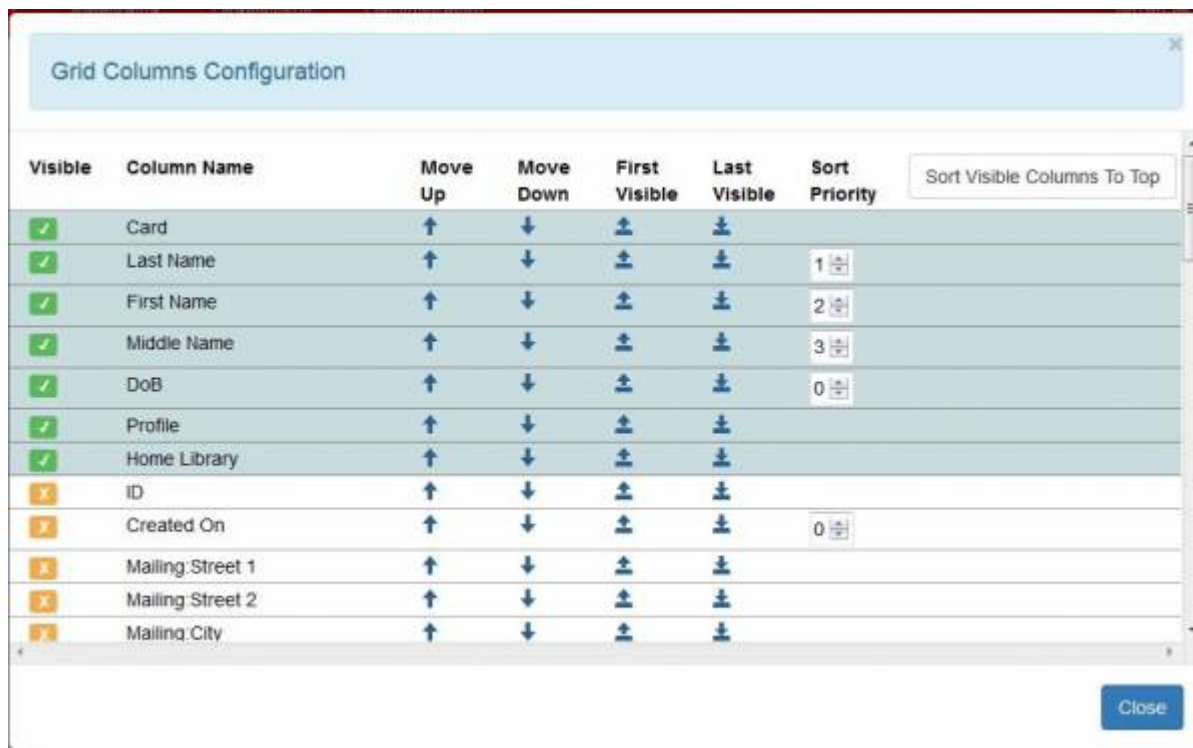 Grid Columns Configuration
Visible Column Name Move Up Move Down First Visible Last Visible Sort Priority Sort Visible Columns To Top
Card
Last Name 1
First Name 2
Middle Name 3
DoB 0
Profile
Home Library
ID
Created On 0
Mailing:Street 1
Mailing:Street 2
Mailing:City
Close